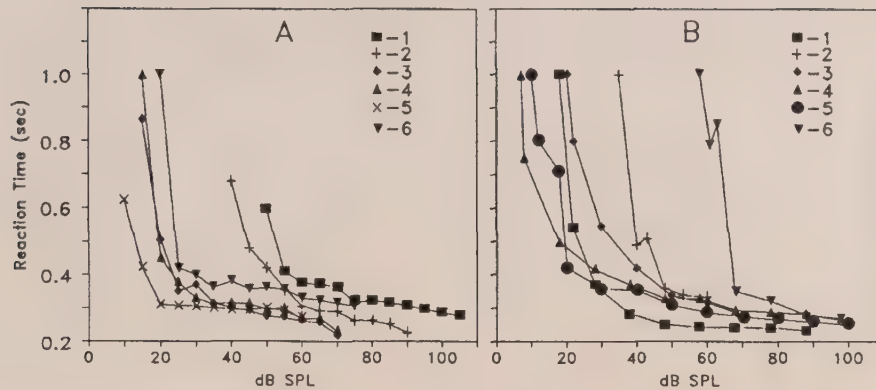 A
B
■-1
+-2
◆-3
▲-4
×-5
▼-6
■-1
+-2
◆-3
▲-4
●-5
▼-6
Reaction Time (sec)
1.0
0.8
0.6
0.4
0.2
0 20 40 60 80 100
0 20 40 60 80 100
dB SPL
dB SPL